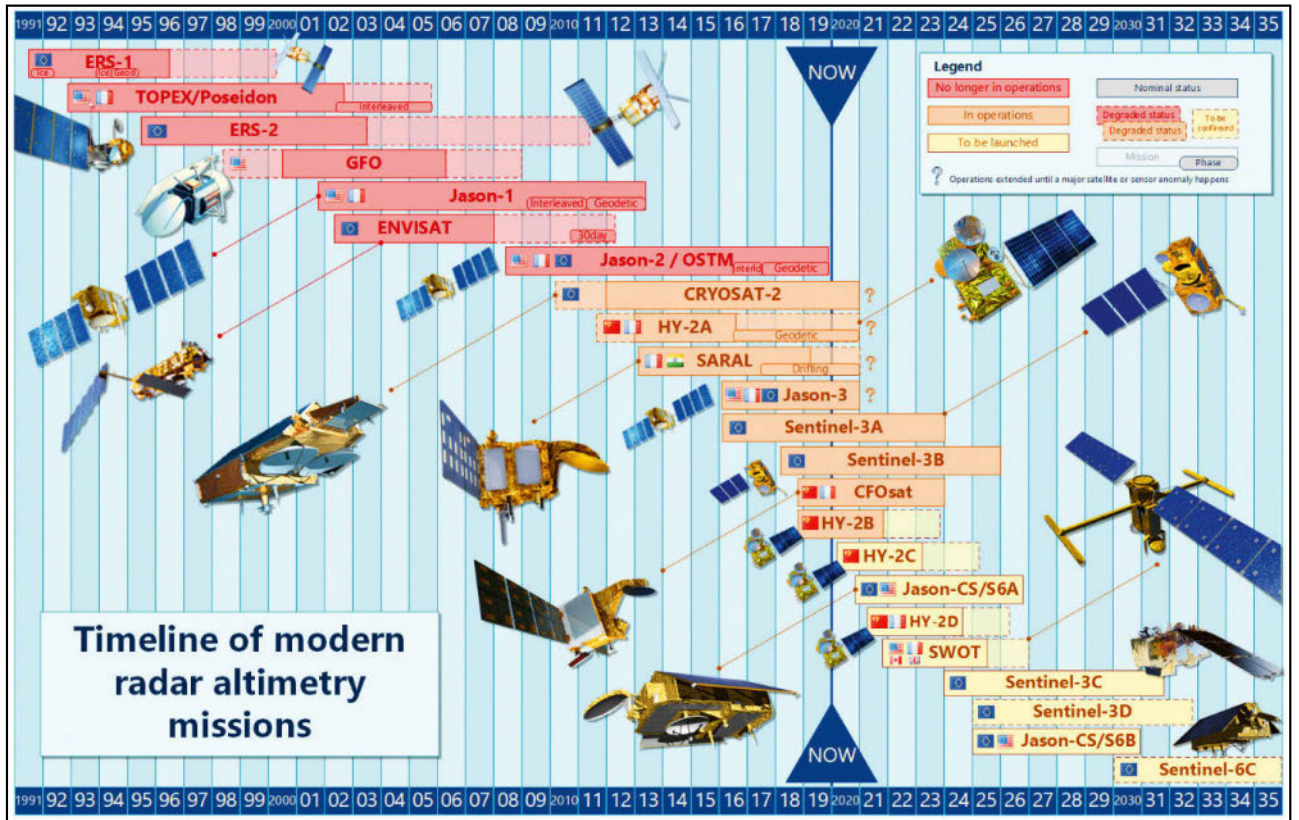 1991 92 93 94 95 96 97 98 99 2000 01 02 03 04 05 06 07 08 09 2010 11 12 13 14 15 16 17 18 19 2020 21 22 23 24 25 26 27 28 29 2030 31 32 33 34 35
ERS-1
Ice
Ice Geod
TOPEX/Poseidon
Interleaved
ERS-2
GFO
Jason-1
Interleaved Geodetic
ENVISAT
30day
Jason-2 / OSTM
Interld Geodetic
CRYOSAT-2
?
HY-2A
Geodetic
?
SARAL
Drifting
?
Jason-3
?
Sentinel-3A
Sentinel-3B
CFOsat
HY-2B
HY-2C
Jason-CS/S6A
HY-2D
SWOT
Sentinel-3C
Sentinel-3D
Jason-CS/S6B
Sentinel-6C
NOW
NOW
Legend
No longer in operations
In operations
To be launched
Nominal status
Degraded status
Degraded status
To be
confirmed
Mission
Phase
? Operations extended until a major satellite or sensor anomaly happens
Timeline of modern
radar altimetry
missions
1991 92 93 94 95 96 97 98 99 2000 01 02 03 04 05 06 07 08 09 2010 11 12 13 14 15 16 17 18 19 2020 21 22 23 24 25 26 27 28 29 2030 31 32 33 34 35